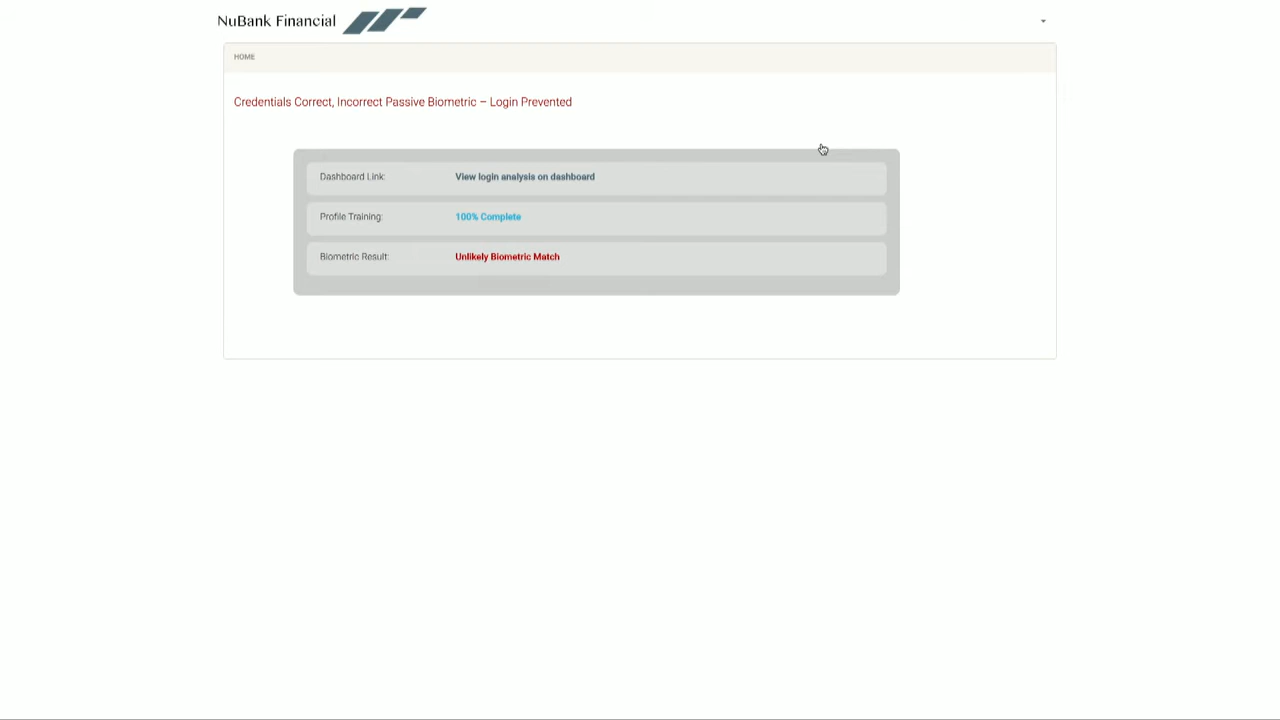 NuBank Financial
HOME
Credentials Correct, Incorrect Passive Biometric – Login Prevented
Dashboard Link: View login analysis on dashboard
Profile Training: 100% Complete
Biometric Result: Unlikely Biometric Match